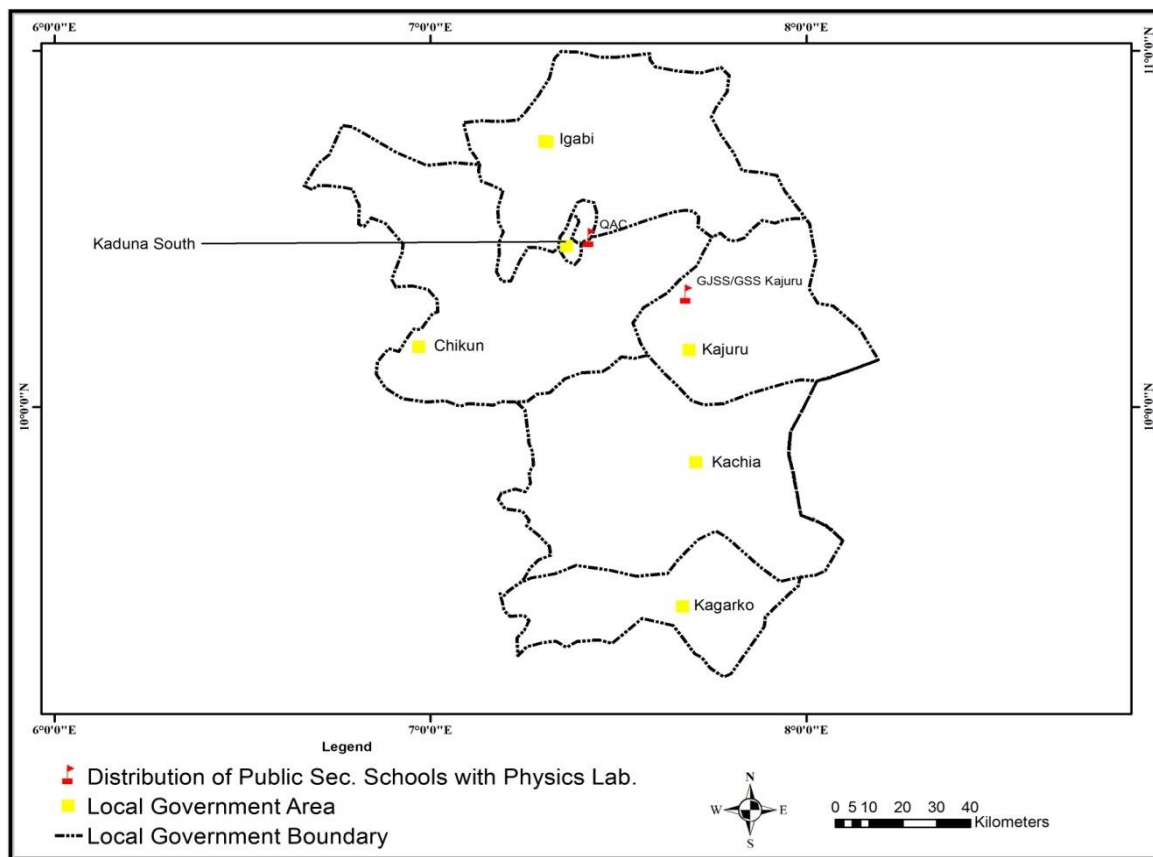 6°0'0"E 7°0'0"E 8°0'0"E
11°0'0"N
Igabi
QAC
Kaduna South
GJSS/GSS Kajuru
Chikun
Kajuru
10°0'0"N 10°0'0"N
Kachia
Kagarko
6°0'0"E 7°0'0"E 8°0'0"E
Legend
Distribution of Public Sec. Schools with Physics Lab.
Local Government Area
Local Government Boundary
N
W E
S
0 5 10 20 30 40
Kilometers